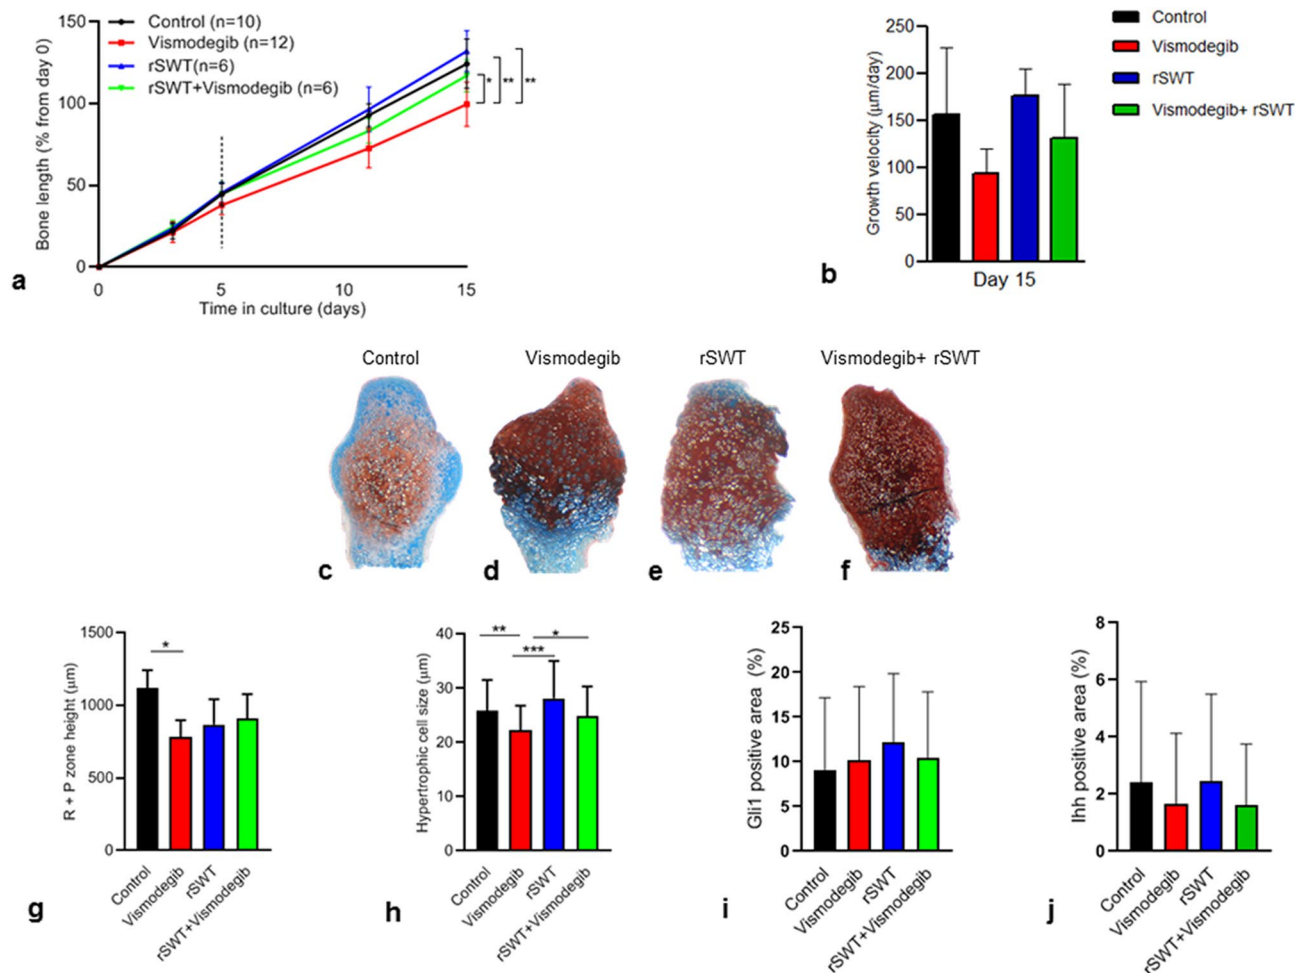 150
100
50
0
Bone length (% from day 0)
Control (n=10)
Vismodegib (n=12)
rSWT(n=6)
rSWT+Vismodegib (n=6)
* ** **
0 5 10 15
Time in culture (days)
a
250
200
150
100
50
0
Growth velocity (µm/day)
Day 15
Control
Vismodegib
rSWT
Vismodegib+ rSWT
b
Control Vismodegib rSWT Vismodegib+ rSWT
c d e f
1500
1000
500
0
R + P zone height (µm)
*
Control
Vismodegib
rSWT
rSWT+Vismodegib
g
40
30
20
10
0
Hypertrophic cell size (µm)
** *
***
Control
Vismodegib
rSWT
rSWT+Vismodegib
h
25
20
15
10
5
0
Gli1 positive area (%)
Control
Vismodegib
rSWT
rSWT+Vismodegib
i
8
6
4
2
0
Ihh positive area (%)
Control
Vismodegib
rSWT
rSWT+Vismodegib
j